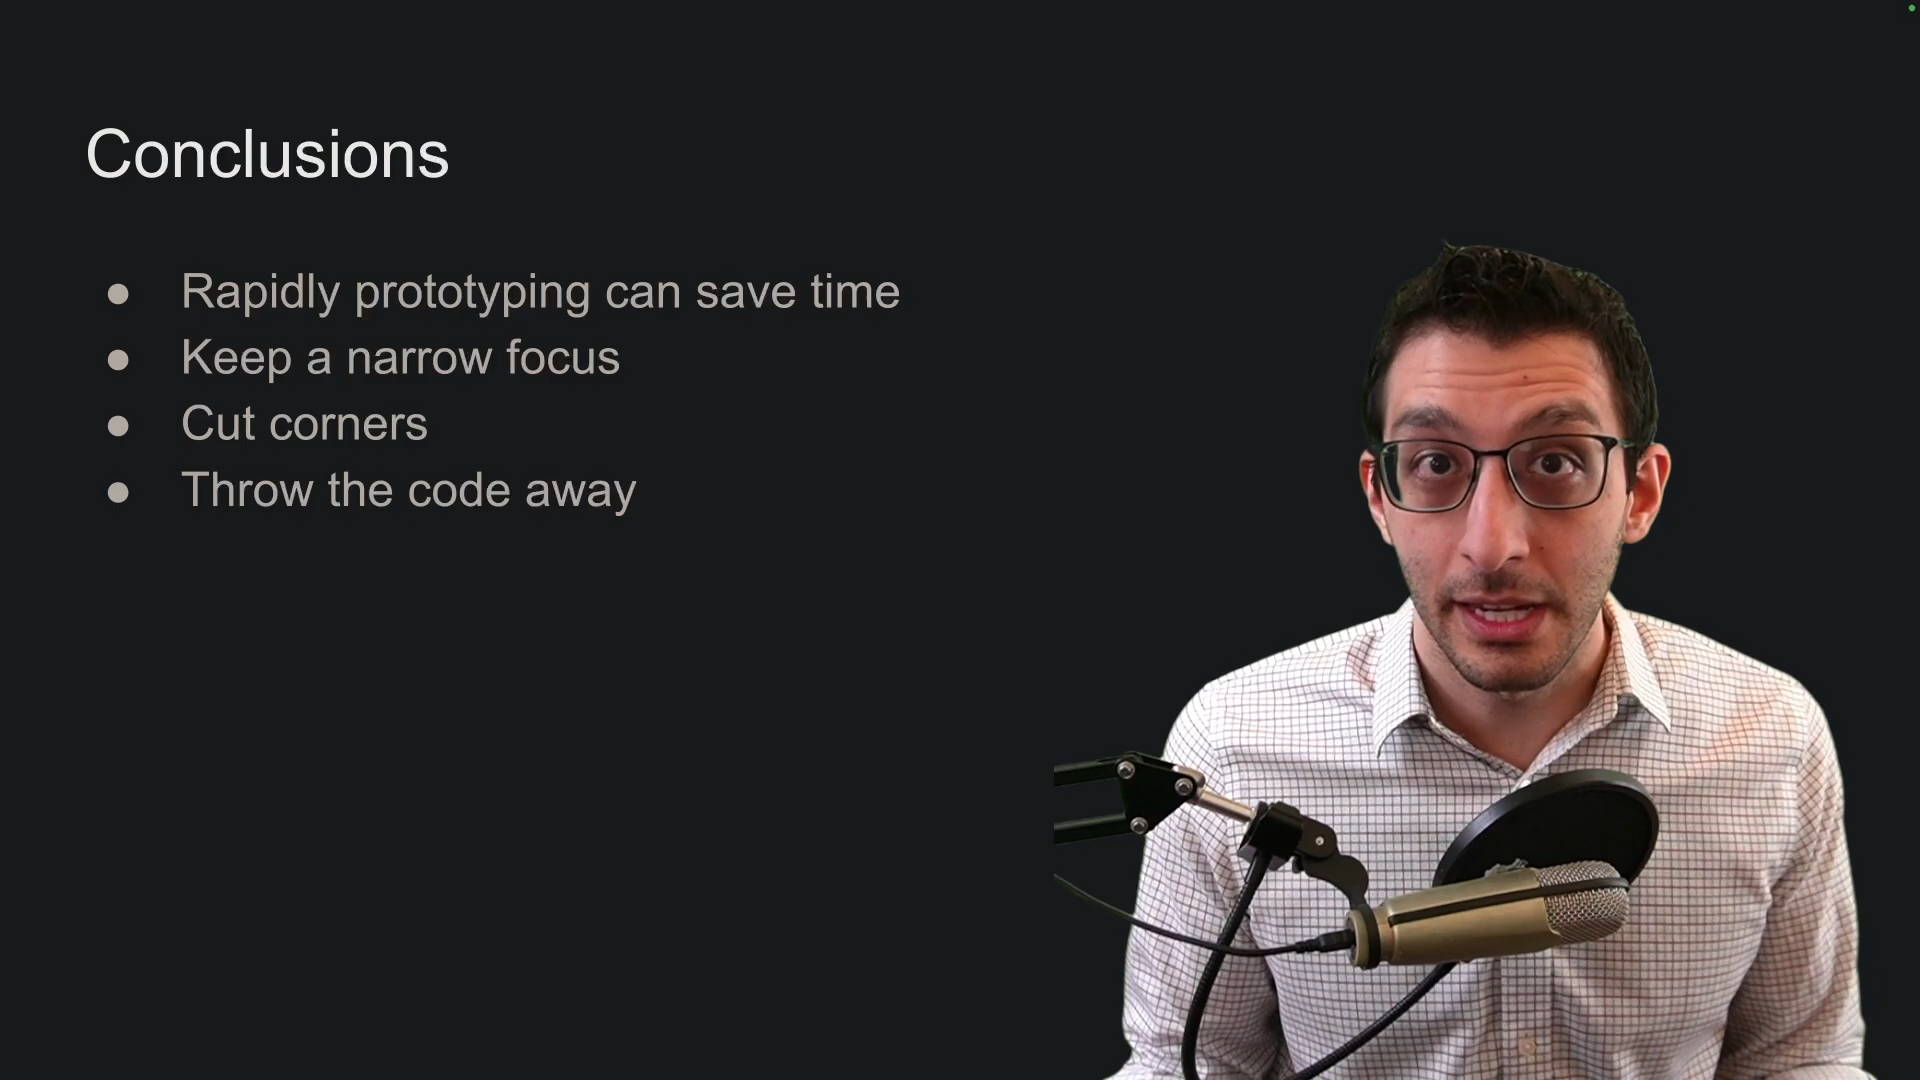 Conclusions
● Rapidly prototyping can save time
● Keep a narrow focus
● Cut corners
● Throw the code away